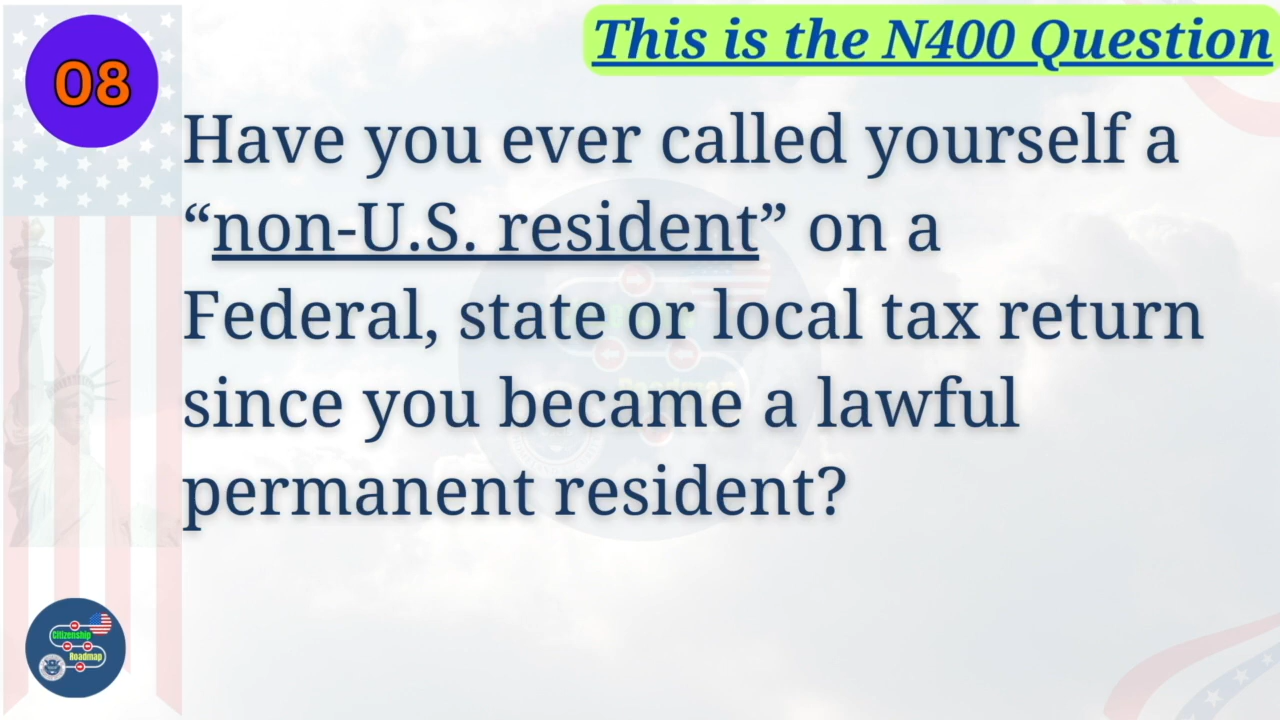 08
This is the N400 Question
Have you ever called yourself a
“non-U.S. resident” on a
Federal, state or local tax return
since you became a lawful
permanent resident?
Citizenship
Roadmap